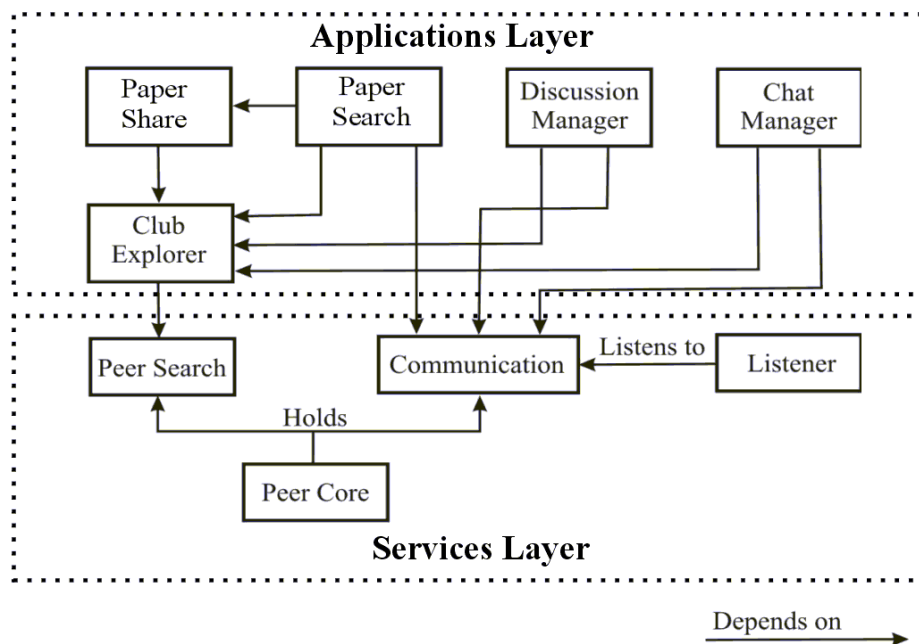 Applications Layer
Paper
Share
Paper
Search
Discussion
Manager
Chat
Manager
Club
Explorer
Peer Search
Communication
Listens to
Listener
Holds
Peer Core
Services Layer
Depends on